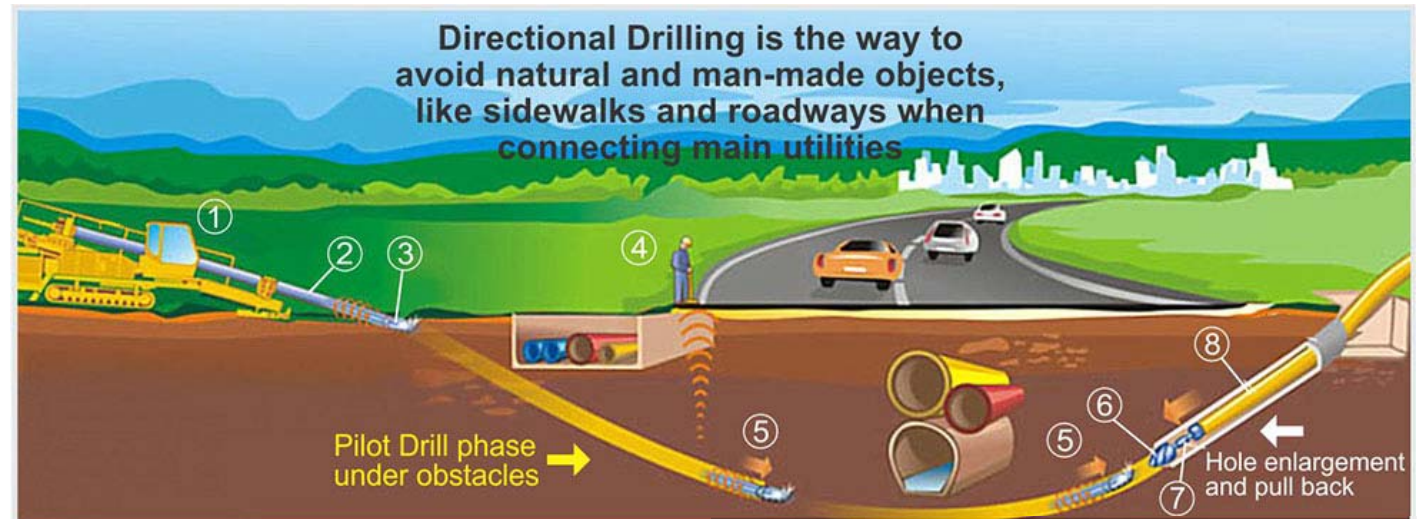 Directional Drilling is the way to
avoid natural and man-made objects,
like sidewalks and roadways when
connecting main utilities
①
②
③
④
⑤
⑤
⑥
⑦
⑧
Pilot Drill phase
under obstacles
Hole enlargement
and pull back